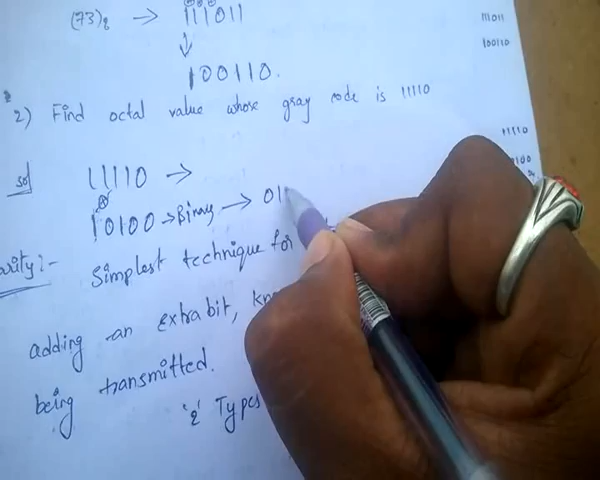 (73)₈ → 111011
11011
100110
100110.
2) Find octal value whose gray code is 11110
11110
sol 11110 →
10100 → Binary → 01
arity :- Simplest technique for
adding an extra bit,
being transmitted.
'2' Types